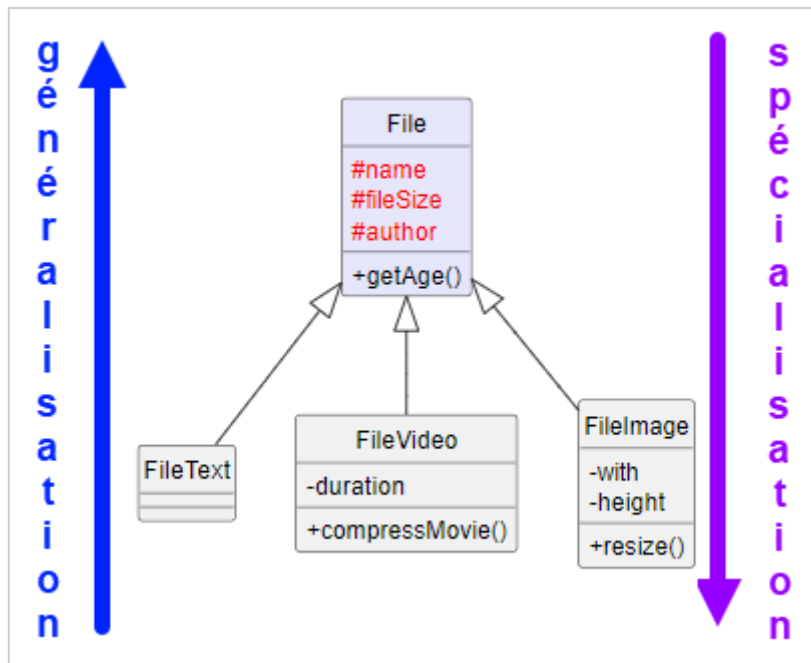 généralisation
spécialisation
File
#name
#fileSize
#author
+getAge()
FileText
FileVideo
-duration
+compressMovie()
FileImage
-with
-height
+resize()